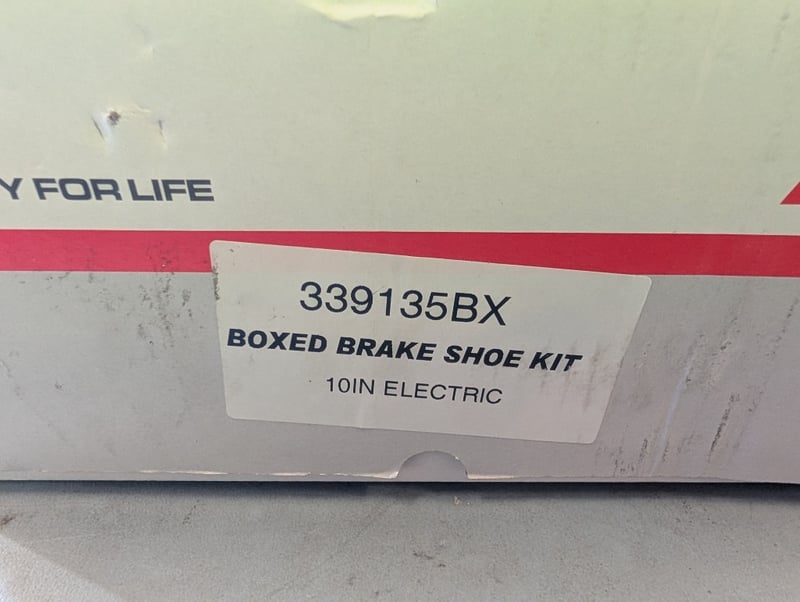 Y FOR LIFE
339135BX
BOXED BRAKE SHOE KIT
10IN ELECTRIC